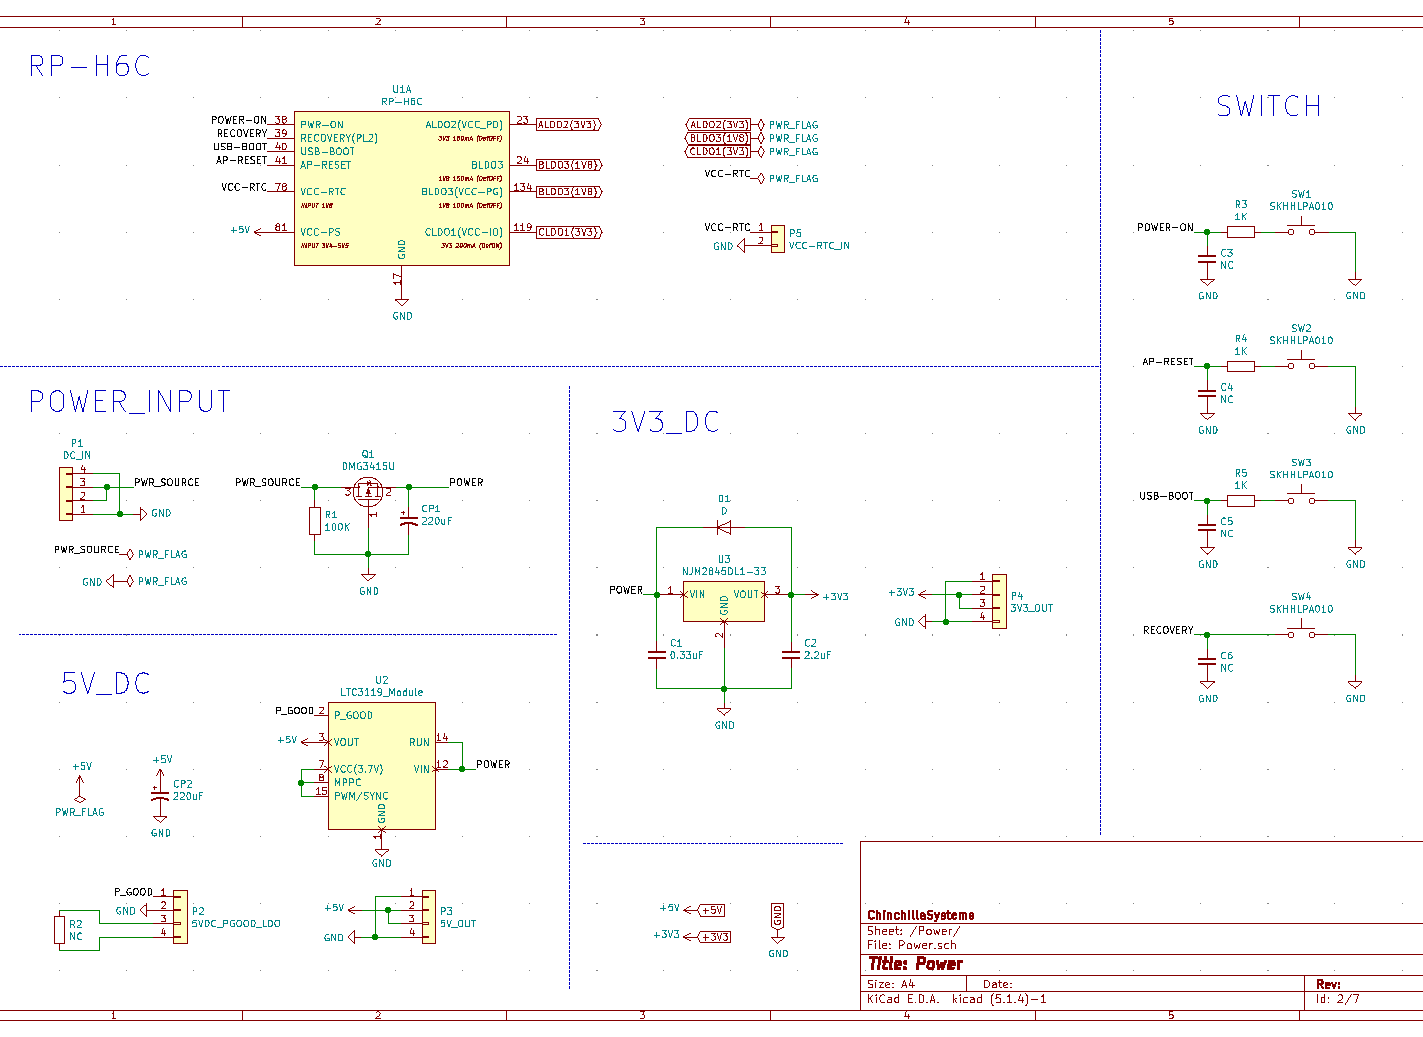 1 2 3 4 5
RP-H6C
U1A
RP-H6C
POWER-ON 38 PWR-ON
RECOVERY 39 RECOVERY(PL2)
USB-BOOT 40 USB-BOOT
AP-RESET 41 AP-RESET
VCC-RTC 78 VCC-RTC
INPUT 1V8
+5V 81 VCC-PS
INPUT 3V4-5V5
ALDO2(VCC_PD) 23 ALDO2(3V3)
3V3 100mA (DefOFF)
BLDO3 24 BLDO3(1V8)
1V8 150mA (DefOFF)
BLDO3(VCC-PG) 134 BLDO3(1V8)
1V8 100mA (DefOFF)
CLDO1(VCC-IO) 119 CLDO1(3V3)
3V3 200mA (DefON)
GND
17
GND
ALDO2(3V3) PWR_FLAG
BLDO3(1V8) PWR_FLAG
CLDO1(3V3) PWR_FLAG
VCC-RTC PWR_FLAG
VCC-RTC 1 P5
GND 2 VCC-RTC_IN
SWITCH
SW1
SKHHLPA010
R3
1K
POWER-ON
C3
NC
GND GND
SW2
SKHHLPA010
R4
1K
AP-RESET
C4
NC
GND GND
SW3
SKHHLPA010
R5
1K
USB-BOOT
C5
NC
GND GND
SW4
SKHHLPA010
RECOVERY
C6
NC
GND GND
POWER_INPUT
P1
DC_IN
4
3 PWR_SOURCE
2
1 GND
PWR_SOURCE PWR_FLAG
GND PWR_FLAG
Q1
DMG3415U
PWR_SOURCE 3 2 POWER
1
R1
100K
CP1
220uF
GND
3V3_DC
D1
D
U3
NJM2845DL1-33
POWER 1 VIN VOUT 3 +3V3
GND
2
C1
0.33uF
C2
2.2uF
GND
1
+3V3 2 P4
3 3V3_OUT
GND 4
5V_DC
U2
LTC3119_Module
P_GOOD 2 P_GOOD
+5V 3 VOUT RUN 14
7 VCC(3.7V) VIN 12 POWER
8 MPPC
15 PWM/SYNC
GND
1
GND
+5V
PWR_FLAG
+5V
CP2
220uF
GND
P_GOOD 1
GND 2 P2
3 5VDC_PGOOD_LDO
4
R2
NC
1
+5V 2 P3
3 5V_OUT
GND 4
+5V +5V
+3V3 +3V3
GND
GND
ChinchillaSystems
Sheet: /Power/
File: Power.sch
Title: Power
Size: A4 Date: Rev:
KiCad E.D.A. kicad (5.1.4)-1 Id: 2/7
1 2 3 4 5